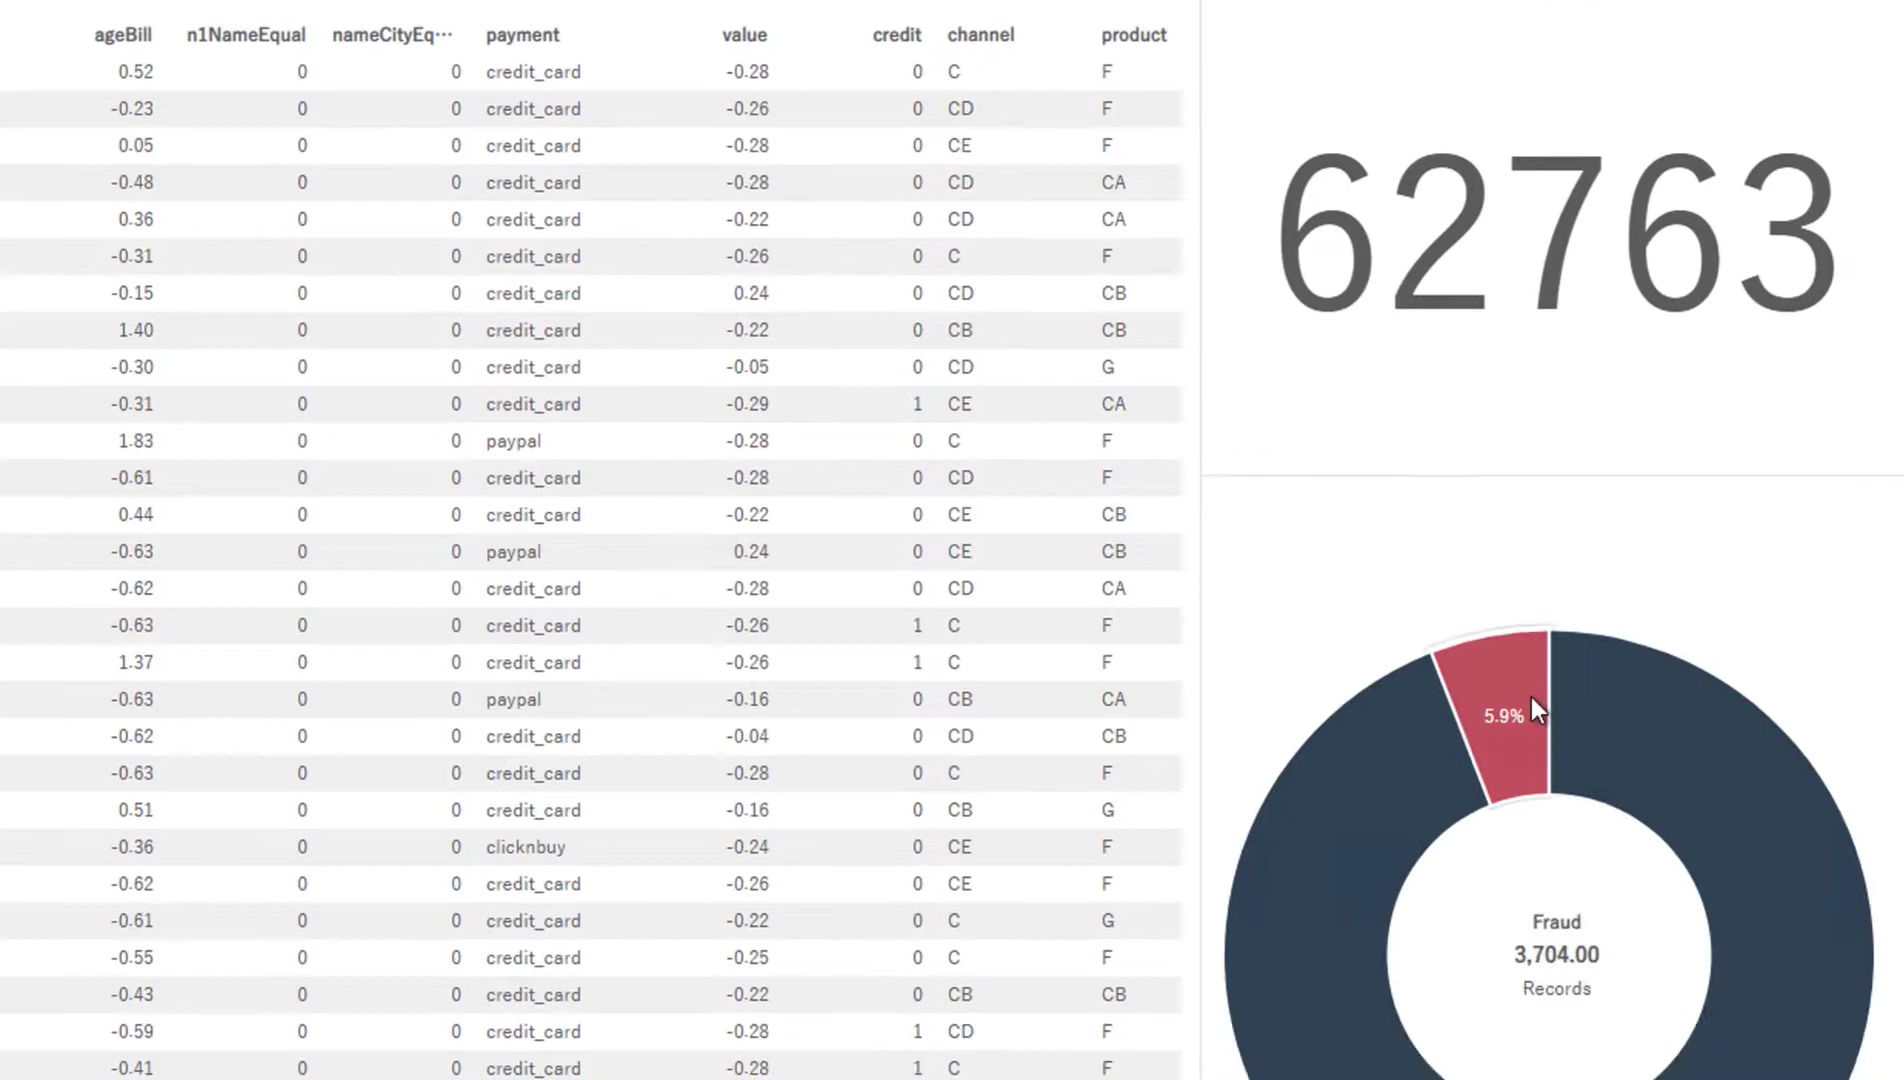 ageBill n1NameEqual nameCityEq··· payment value credit channel product
0.52 0 0 credit_card -0.28 0 C F
-0.23 0 0 credit_card -0.26 0 CD F
0.05 0 0 credit_card -0.28 0 CE F
-0.48 0 0 credit_card -0.28 0 CD CA
0.36 0 0 credit_card -0.22 0 CD CA
-0.31 0 0 credit_card -0.26 0 C F
-0.15 0 0 credit_card 0.24 0 CD CB
1.40 0 0 credit_card -0.22 0 CB CB
-0.30 0 0 credit_card -0.05 0 CD G
-0.31 0 0 credit_card -0.29 1 CE CA
1.83 0 0 paypal -0.28 0 C F
-0.61 0 0 credit_card -0.28 0 CD F
0.44 0 0 credit_card -0.22 0 CE CB
-0.63 0 0 paypal 0.24 0 CE CB
-0.62 0 0 credit_card -0.28 0 CD CA
-0.63 0 0 credit_card -0.26 1 C F
1.37 0 0 credit_card -0.26 1 C F
-0.63 0 0 paypal -0.16 0 CB CA
-0.62 0 0 credit_card -0.04 0 CD CB
-0.63 0 0 credit_card -0.28 0 C F
0.51 0 0 credit_card -0.16 0 CB G
-0.36 0 0 clicknbuy -0.24 0 CE F
-0.62 0 0 credit_card -0.26 0 CE F
-0.61 0 0 credit_card -0.22 0 C G
-0.55 0 0 credit_card -0.25 0 C F
-0.43 0 0 credit_card -0.22 0 CB CB
-0.59 0 0 credit_card -0.28 1 CD F
-0.41 0 0 credit_card -0.28 1 C F
62763
5.9%
Fraud
3,704.00
Records